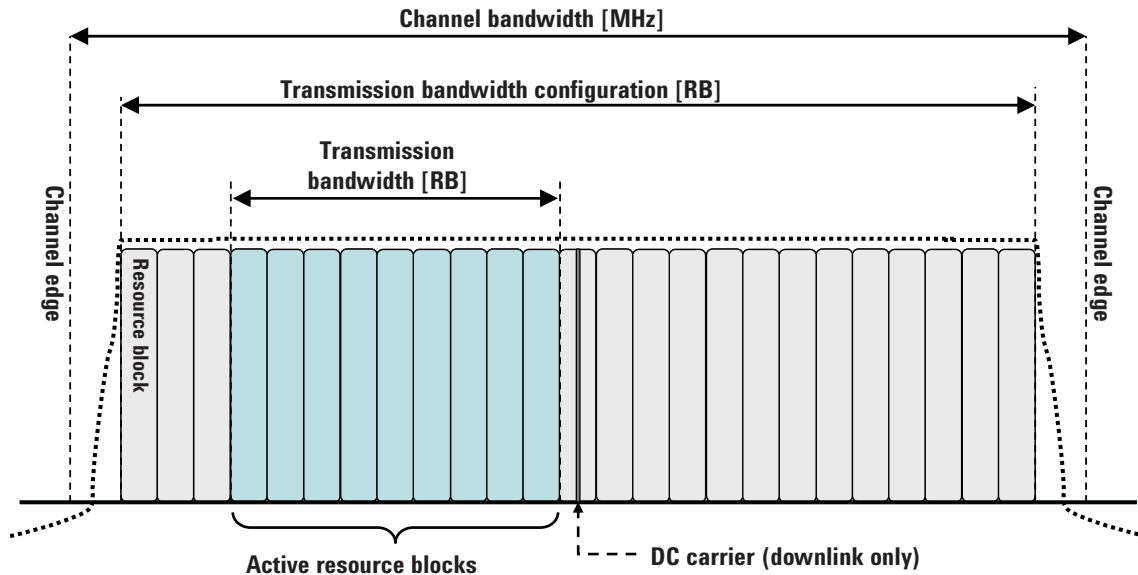 Channel bandwidth [MHz]
Transmission bandwidth configuration [RB]
Transmission
bandwidth [RB]
Channel edge
Resource block
Channel edge
Active resource blocks
DC carrier (downlink only)